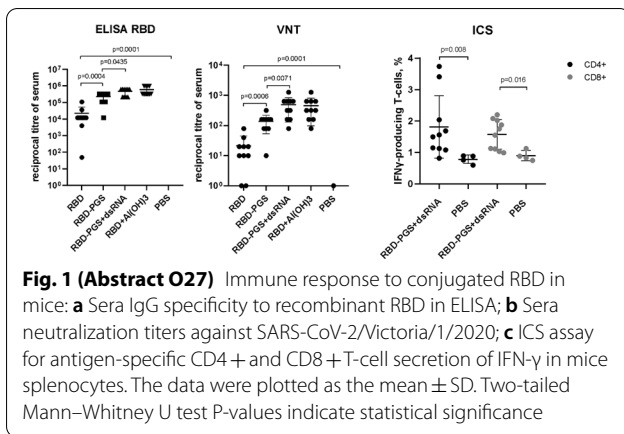 ELISA RBD
p=0.0001
p=0.0435
p=0.0004
reciprocal titre of serum
10⁷
10⁶
10⁵
10⁴
10³
10²
10¹
10⁰
RBD
RBD-PGS
RBD-PGS+dsRNA
RBD+Al(OH)3
PBS
VNT
p=0.0001
p=0.0071
p=0.0006
reciprocal titre of serum
10⁴
10³
10²
10¹
10⁰
RBD
RBD-PGS
RBD-PGS+dsRNA
RBD+Al(OH)3
PBS
ICS
p=0.008
p=0.016
CD4+
CD8+
IFNγ-producing T-cells, %
4
3
2
1
0
RBD-PGS+dsRNA
PBS
RBD-PGS+dsRNA
PBS
Fig. 1 (Abstract O27) Immune response to conjugated RBD in
mice: a Sera IgG specificity to recombinant RBD in ELISA; b Sera
neutralization titers against SARS-CoV-2/Victoria/1/2020; c ICS assay
for antigen-specific CD4 + and CD8 + T-cell secretion of IFN-γ in mice
splenocytes. The data were plotted as the mean ± SD. Two-tailed
Mann–Whitney U test P-values indicate statistical significance